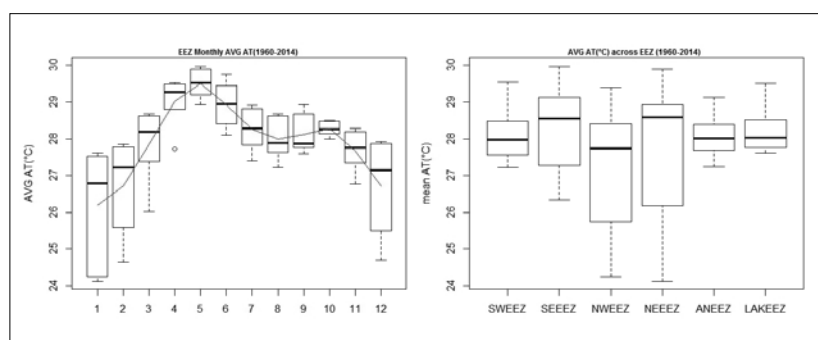 EEZ Monthly AVG AT(1960-2014)
AVG AT(°C)
30
29
28
27
26
25
24
1 2 3 4 5 6 7 8 9 10 11 12
AVG AT(°C) across EEZ (1960-2014)
mean AT(°C)
30
29
28
27
26
25
24
SWEEZ SEEEZ NWEEZ NEEEZ ANEEZ LAKEEZ